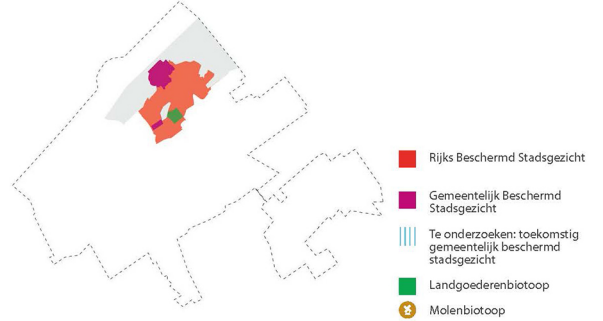 Rijks Beschermd Stadsgezicht
Gemeentelijk Beschermd
Stadsgezicht
Te onderzoeken: toekomstig
gemeentelijk beschermd
stadsgezicht
Landgoederenbiotoop
Molenbiotoop